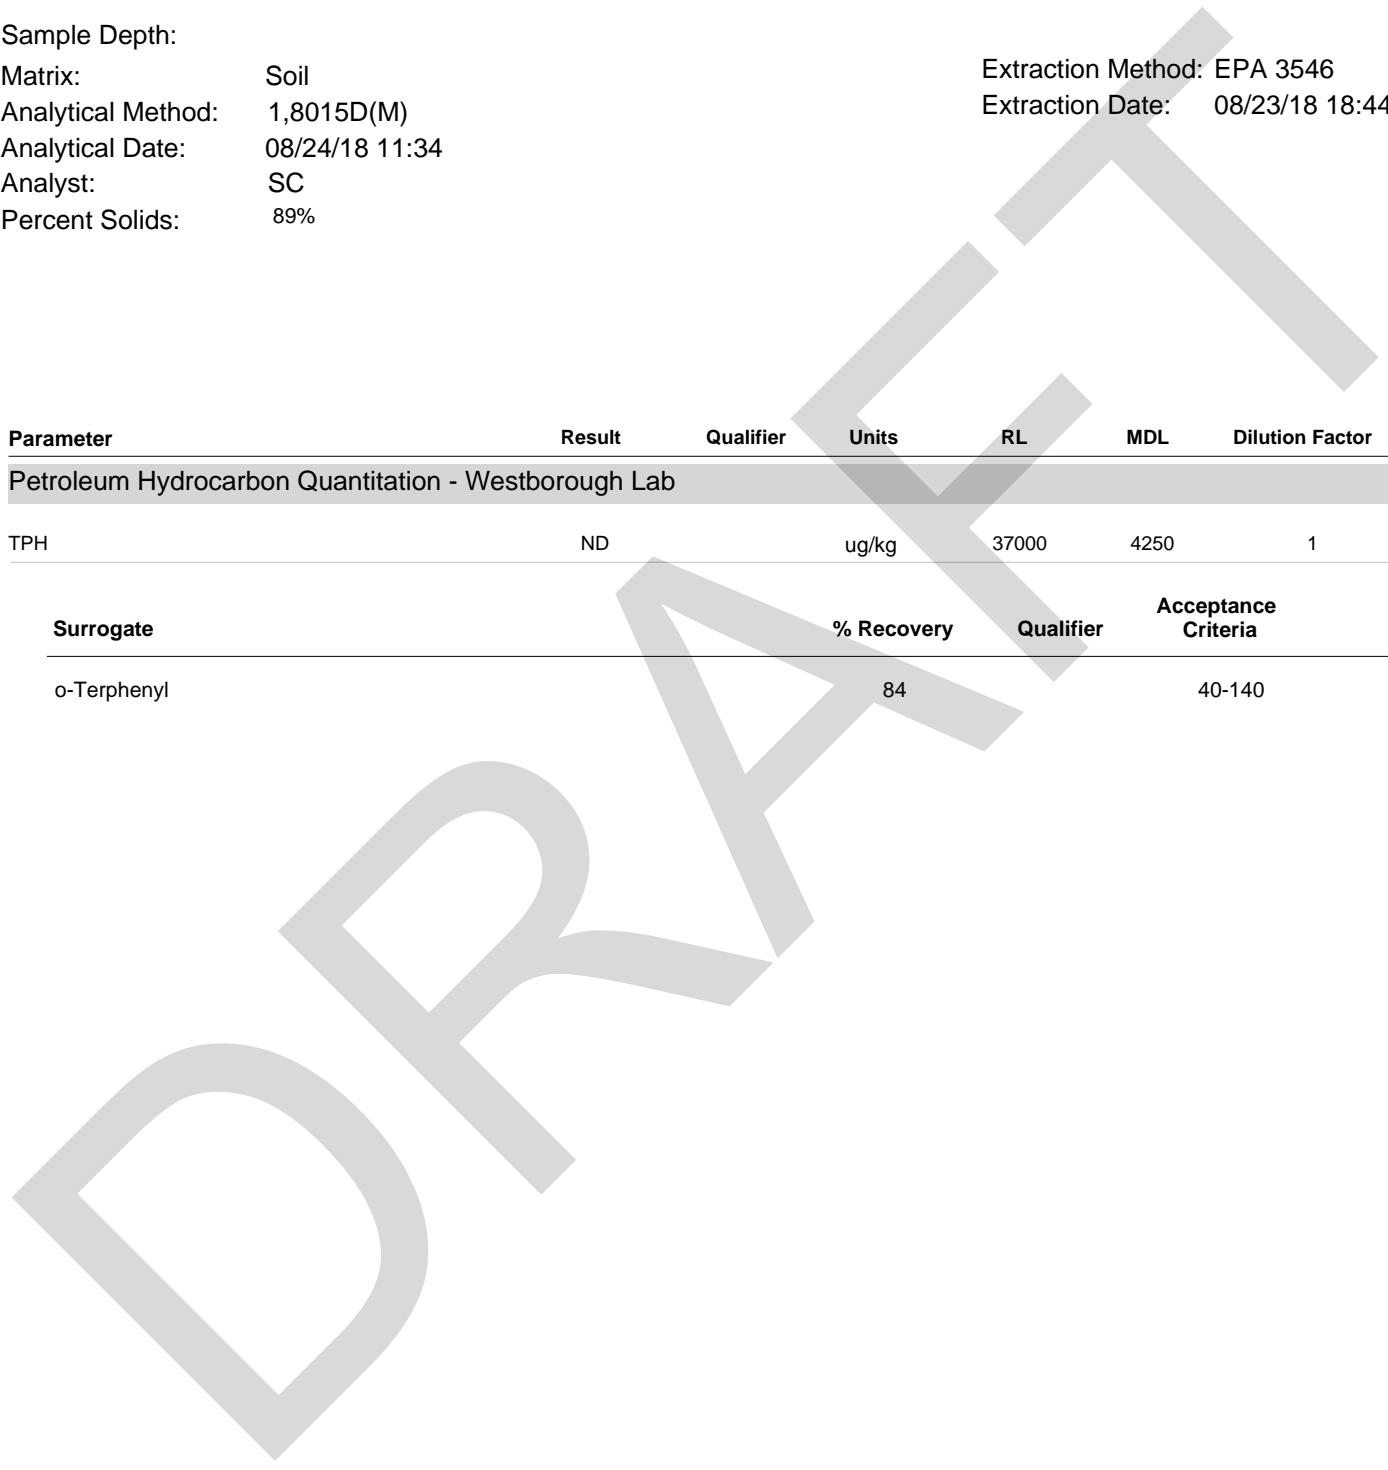 Sample Depth:
Matrix: Soil Extraction Method: EPA 3546
Analytical Method: 1,8015D(M) Extraction Date: 08/23/18 18:44
Analytical Date: 08/24/18 11:34
Analyst: SC
Percent Solids: 89%
Parameter Result Qualifier Units RL MDL Dilution Factor
Petroleum Hydrocarbon Quantitation - Westborough Lab
TPH ND ug/kg 37000 4250 1
Surrogate % Recovery Qualifier Acceptance Criteria
o-Terphenyl 84 40-140
DRAFT